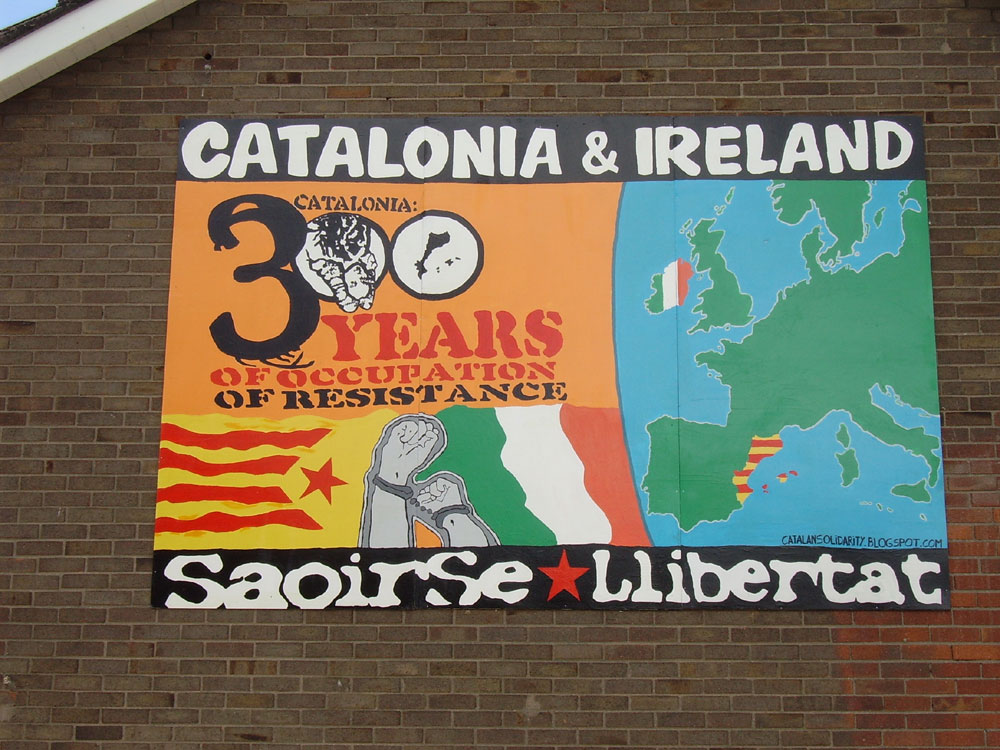 CATALONIA & IRELAND
CATALONIA:
300
YEARS
OF OCCUPATION
OF RESISTANCE
CATALANSOLIDARITY.BLOGSPOT.COM
Saoirse Llibertat